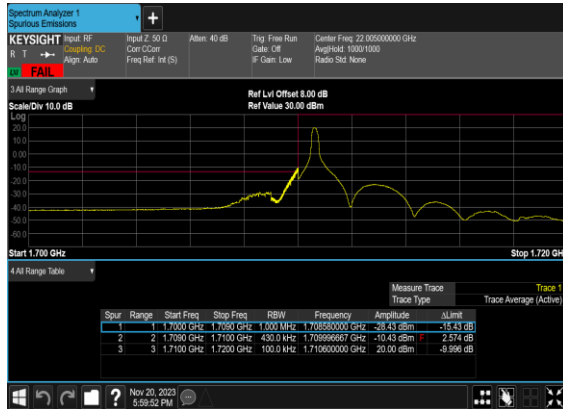 Spectrum Analyzer 1
Spurious Emissions
+
KEYSIGHT
R T
LXI
FAIL
Input: RF
Coupling: DC
Align: Auto
Input Z: 50 Ω
Corr CCorr
Freq Ref: Int (S)
Atten: 40 dB
Trig: Free Run
Gate: Off
IF Gain: Low
Center Freq: 22.005000000 GHz
Avg|Hold: 1000/1000
Radio Std: None
3 All Range Graph
Scale/Div 10.0 dB
Ref Lvl Offset 8.00 dB
Ref Value 30.00 dBm
Log
20.0
10.0
0.00
-10.0
-20.0
-30.0
-40.0
-50.0
-60.0
Start 1.700 GHz
Stop 1.720 GH
4 All Range Table
Measure Trace Trace 1
Trace Type Trace Average (Active)
Spur Range Start Freq Stop Freq RBW Frequency Amplitude ΔLimit
1 1 1.7000 GHz 1.7090 GHz 1.000 MHz 1.708580000 GHz -28.43 dBm -15.43 dB
2 2 1.7090 GHz 1.7100 GHz 430.0 kHz 1.709996667 GHz -10.43 dBm F 2.574 dB
3 3 1.7100 GHz 1.7200 GHz 100.0 kHz 1.710600000 GHz 20.00 dBm -9.996 dB
?
Nov 20, 2023
5:59:52 PM